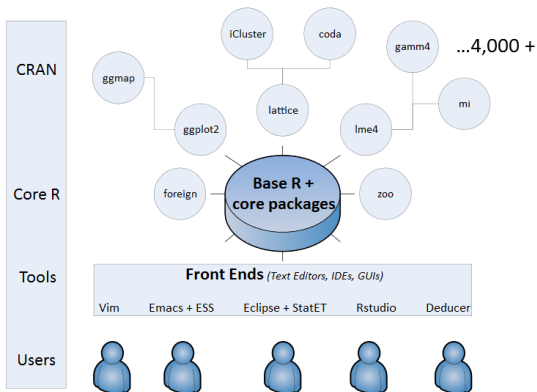 CRAN
iCluster
coda
gamm4
...4,000 +
ggmap
lattice
mi
ggplot2
lme4
Core R
foreign
Base R +
core packages
zoo
Tools
Front Ends (Text Editors, IDEs, GUIs)
Vim
Emacs + ESS
Eclipse + StatET
Rstudio
Deducer
Users